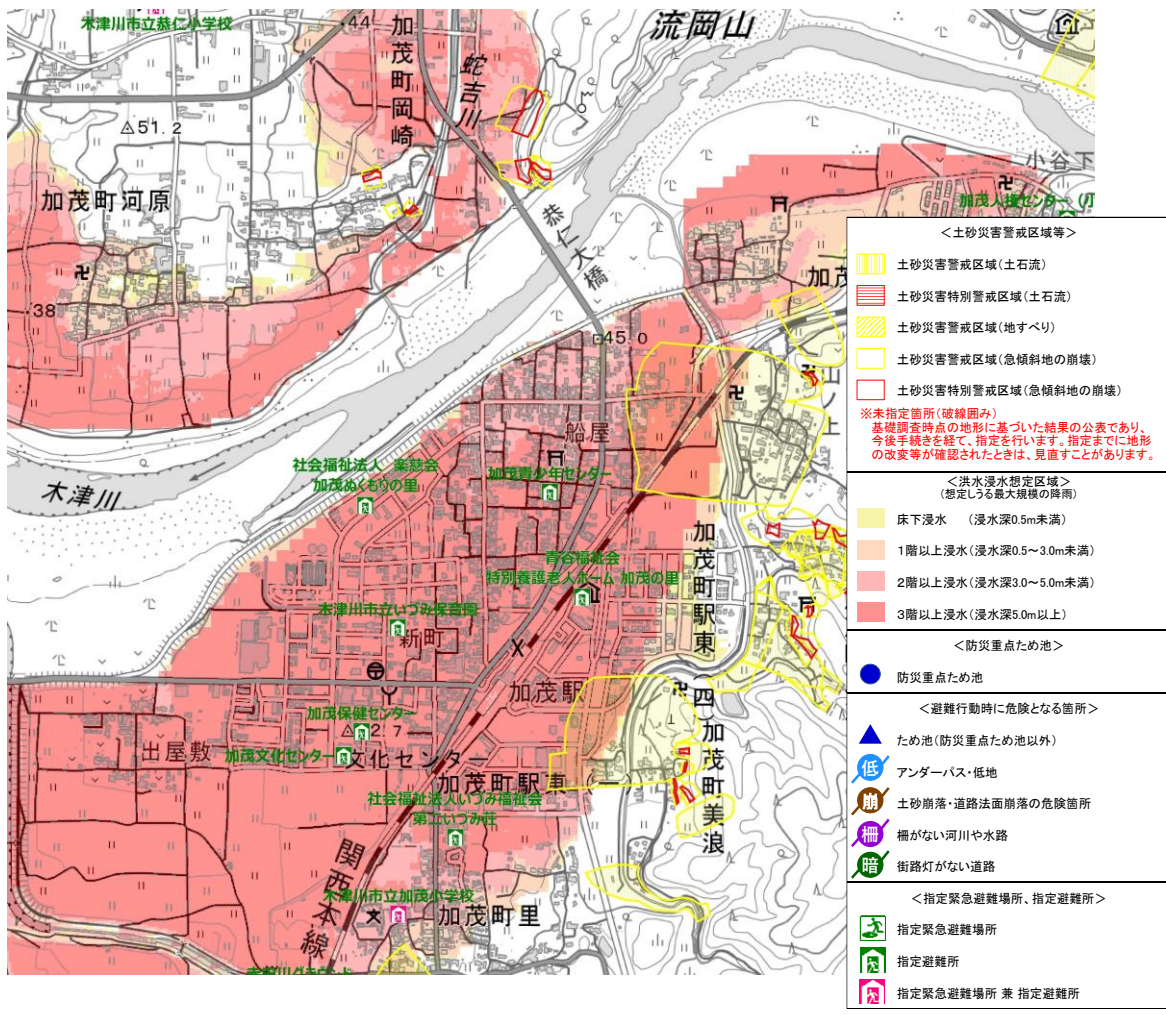 木津川市立恭仁小学校
・44
加茂町岡崎
蛇吉川
流岡山
51.2
加茂町河原
・38
恭仁大橋
小谷下
加茂人権センター
45.0
山ノ上
木津川
船屋
社会福祉法人 楽慈会
加茂ぬくもりの里
加茂青少年センター
青谷福祉会
特別養護老人ホーム 加茂の里
木津川市立いづみ保育園
新町
加茂町駅東
加茂駅
(四)
加茂保健センター
加茂文化センター
文化センター
出屋敷
加茂町駅東(一)
社会福祉法人いづみ福祉会
第二いづみ荘
加茂町美浪
関西本線
木津川市立加茂小学校
加茂町里
<土砂災害警戒区域等>
土砂災害警戒区域(土石流)
土砂災害特別警戒区域(土石流)
土砂災害警戒区域(地すべり)
土砂災害警戒区域(急傾斜地の崩壊)
土砂災害特別警戒区域(急傾斜地の崩壊)
※未指定箇所(破線囲み)
基礎調査時点の地形に基づいた結果の公表であり、
今後手続きを経て、指定を行います。指定までに地形
の改変等が確認されたときは、見直すことがあります。
<洪水浸水想定区域>
(想定しうる最大規模の降雨)
床下浸水 (浸水深0.5m未満)
1階以上浸水(浸水深0.5~3.0m未満)
2階以上浸水(浸水深3.0~5.0m未満)
3階以上浸水(浸水深5.0m以上)
<防災重点ため池>
防災重点ため池
<避難行動時に危険となる箇所>
ため池(防災重点ため池以外)
低 アンダーパス・低地
崩 土砂崩落・道路法面崩落の危険箇所
柵 柵がない河川や水路
暗 街路灯がない道路
<指定緊急避難場所、指定避難所>
指定緊急避難場所
指定避難所
指定緊急避難場所 兼 指定避難所